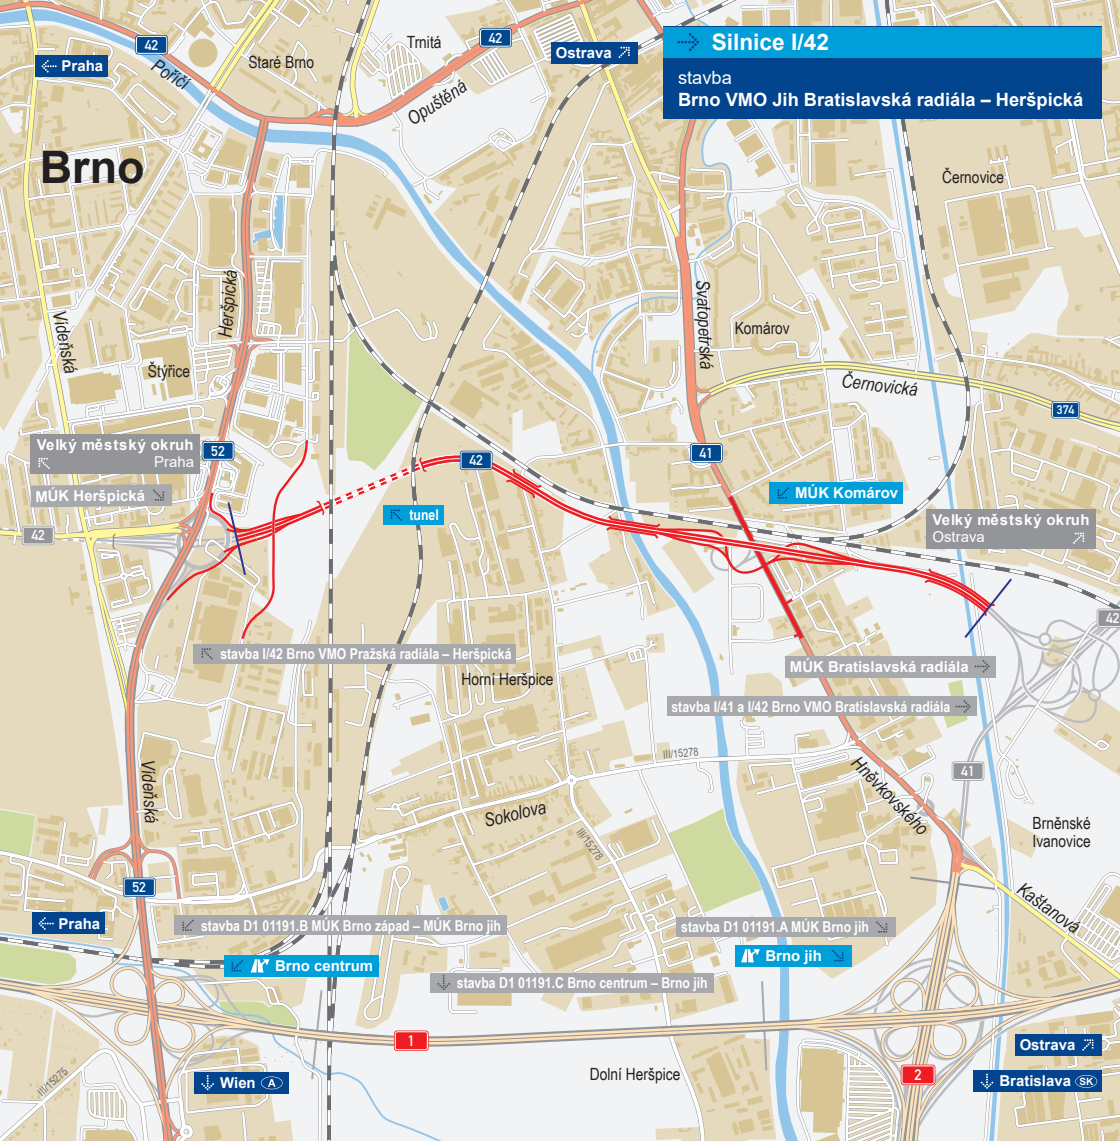 Silnice I/42
stavba
Brno VMO Jih Bratislavská radiála – Heršpická
Brno
42
42
Praha
Poříčí
Staré Brno
Trnitá
Opuštěná
Ostrava
Černovice
Heršpická
Vídeňská
Štýřice
Svatopetrská
Komárov
Černovická
374
Velký městský okruh
Praha
52
MÚK Heršpická
42
42
tunel
41
MÚK Komárov
Velký městský okruh
Ostrava
42
stavba I/42 Brno VMO Pražská radiála – Heršpická
Horní Heršpice
MÚK Bratislavská radiála
stavba I/41 a I/42 Brno VMO Bratislavská radiála
III/15278
41
Hněvkovského
Vídeňská
Sokolova
III/15278
Brněnské
Ivanovice
52
Kaštanová
Praha
stavba D1 01191.B MÚK Brno západ – MÚK Brno jih
stavba D1 01191.A MÚK Brno jih
Brno centrum
Brno jih
stavba D1 01191.C Brno centrum – Brno jih
1
Ostrava
Dolní Heršpice
2
III/15275
Wien A
Bratislava SK